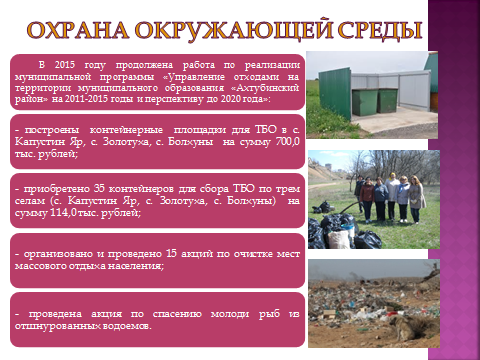 ОХРАНА ОКРУЖАЮЩЕЙ СРЕДЫ
В 2015 году продолжена работа по реализации
муниципальной программы «Управление отходами на
территории муниципального образования «Ахтубинский
район» на 2011-2015 годы и перспективу до 2020 года»:
- построены контейнерные площадки для ТБО в с.
Капустин Яр, с. Золотуха, с. Болхуны на сумму 700,0
тыс. рублей;
- приобретено 35 контейнеров для сбора ТБО по трем
селам (с. Капустин Яр, с. Золотуха, с. Болхуны) на
сумму 114,0 тыс. рублей;
- организовано и проведено 15 акций по очистке мест
массового отдыха населения;
- проведена акция по спасению молоди рыб из
отшнурованных водоемов.